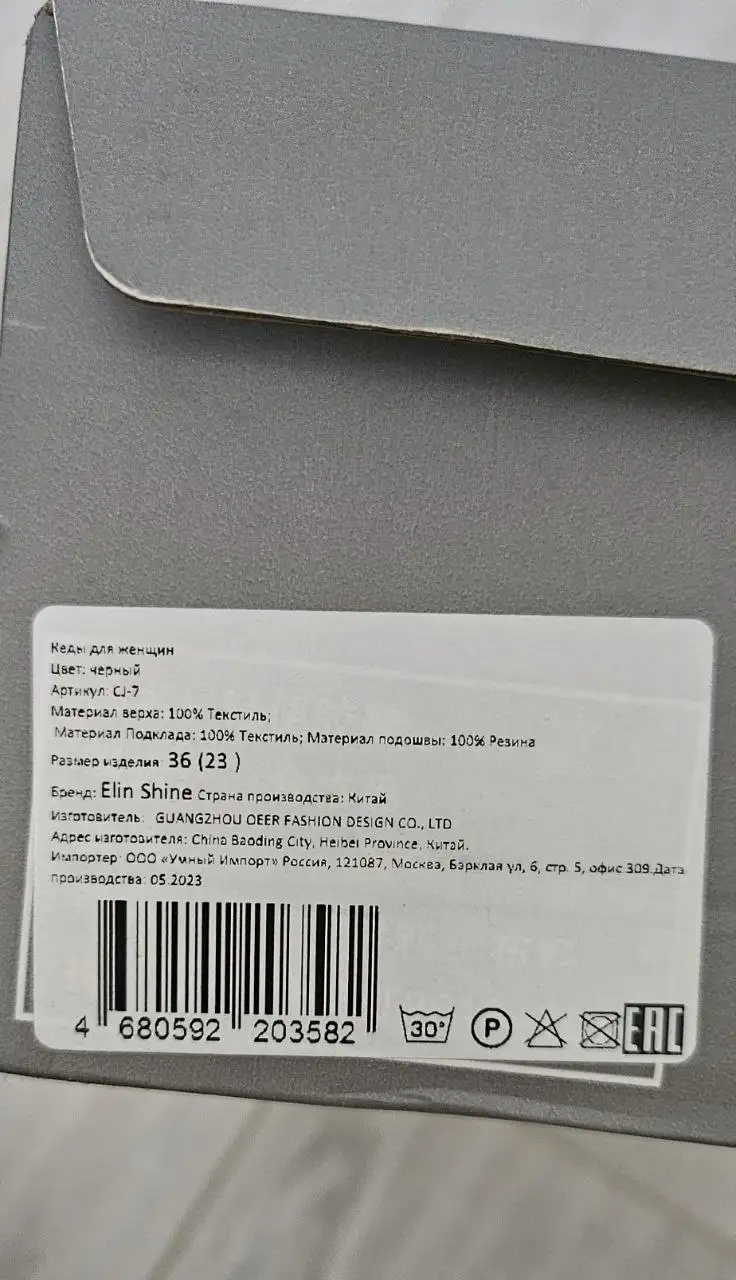 Кеды для женщин
Цвет: черный
Артикул: CJ-7
Материал верха: 100% Текстиль;
Материал Подклада: 100% Текстиль; Материал подошвы: 100% Резина
Размер изделия: 36 (23 )
Бренд: Elin Shine Страна производства: Китай
Изготовитель: GUANGZHOU OEER FASHION DESIGN CO., LTD
Адрес изготовителя: China Baoding City, Heibei Province, Китай.
Импортер: ООО «Умный Импорт» Россия, 121087, Москва, Барклая ул, 6, стр. 5, офис 309.Дата
производства: 05.2023
4 680592 203582
30° P EAC